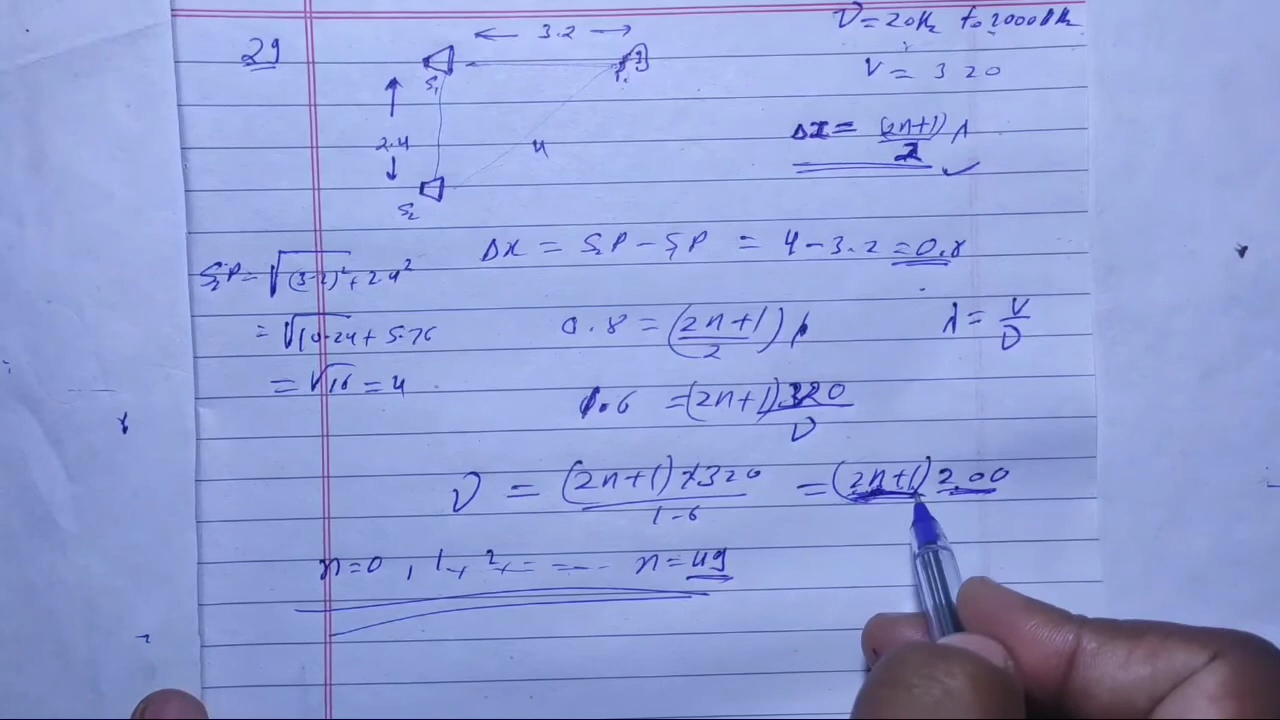 29
3.2
ν = 20Hz to 20000Hz
S₁
P.
V = 320
2.4
4
Δx = (2n+1)/2 λ
S₂
S₂P = √(3.2)² + 2.4²
Δx = S₂P − S₁P = 4 − 3.2 = 0.8
= √10.24 + 5.76
0.8 = (2n+1/2) λ
λ = V/ν
= √16 = 4
1.6 = (2n+1) 320/ν
ν = (2n+1) × 320/1.6 = (2n+1) 200
n=0, 1, 2, --- n=49